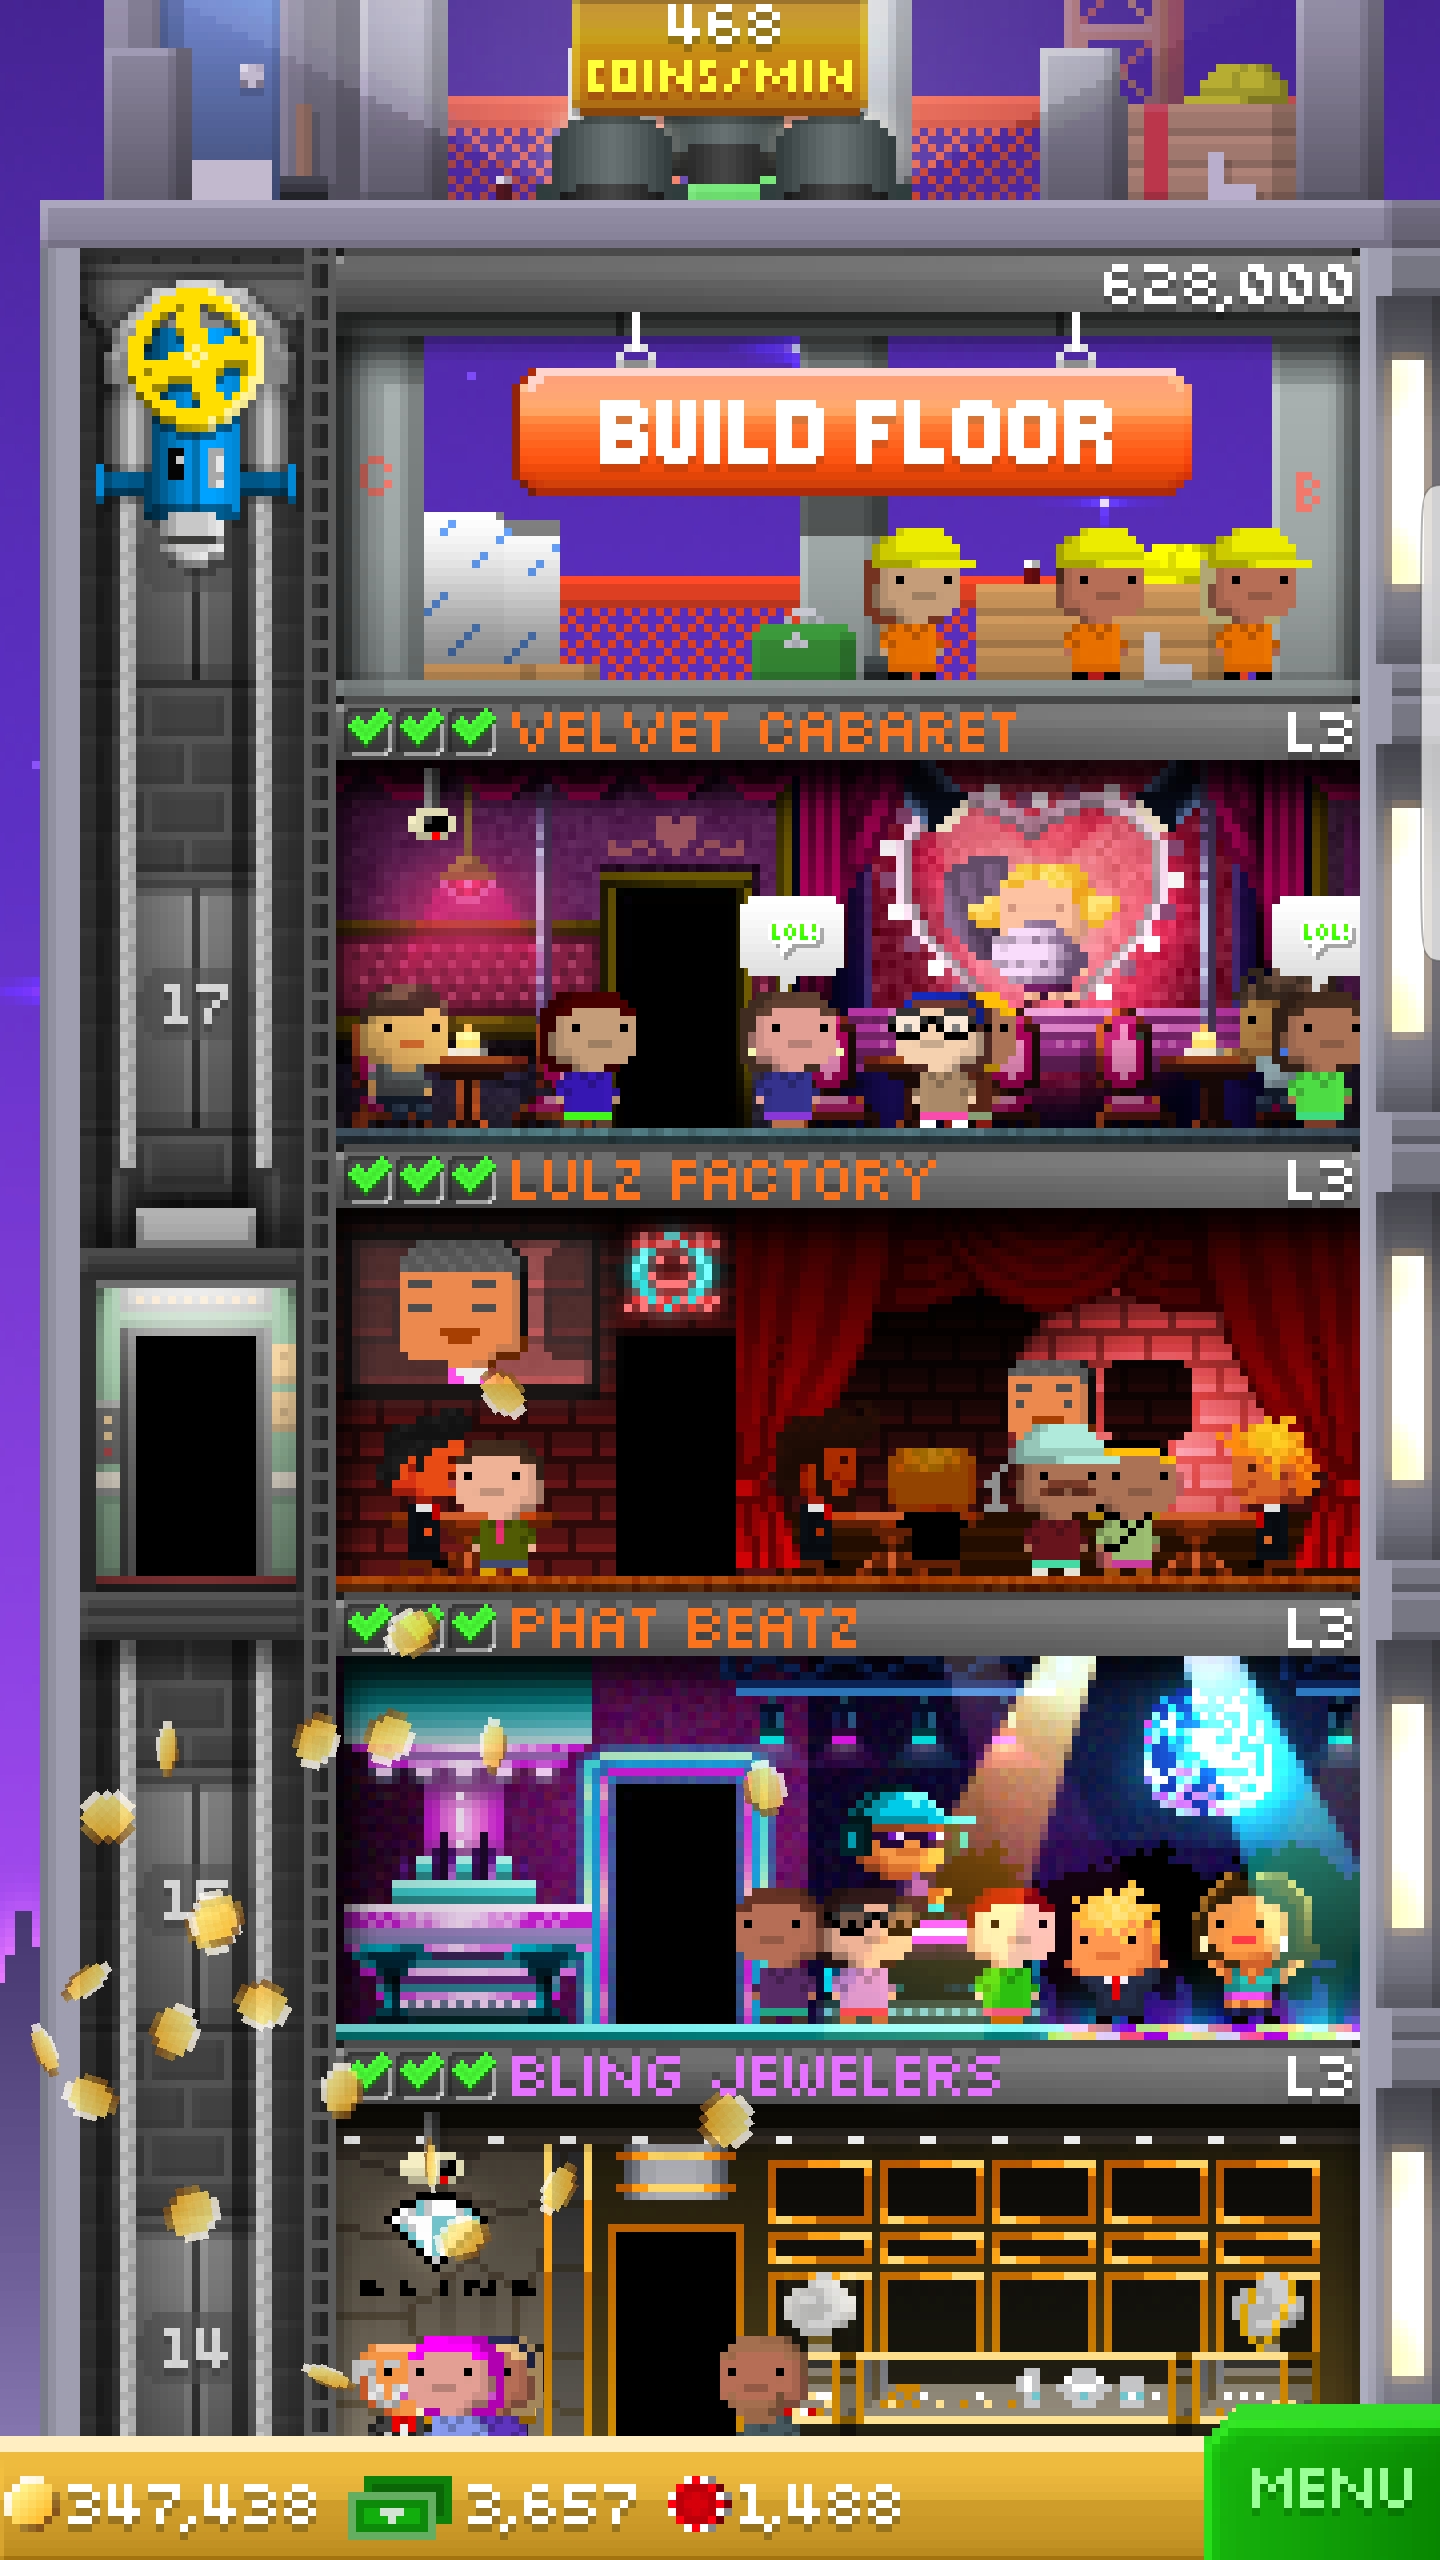 468
COINS/MIN
628,000
BUILD FLOOR
C
B
VELVET CABARET L3
17
LOL!
LOL!
LULZ FACTORY L3
PHAT BEATZ L3
15
BLING JEWELERS L3
BLING
14
347,438 3,657 1,488
MENU